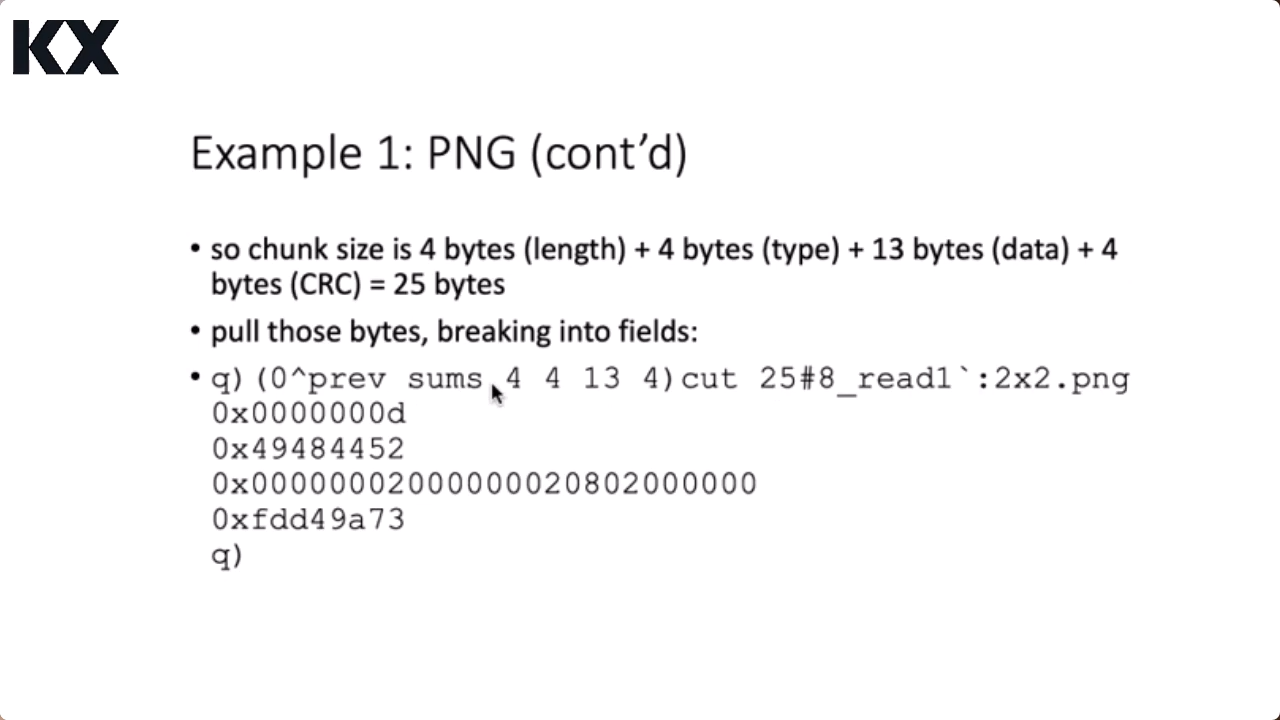 KX
Example 1: PNG (cont’d)
• so chunk size is 4 bytes (length) + 4 bytes (type) + 13 bytes (data) + 4
bytes (CRC) = 25 bytes
• pull those bytes, breaking into fields:
• q)(0^prev sums 4 4 13 4)cut 25#8_read1`:2x2.png
0x0000000d
0x49484452
0x00000002000000020802000000
0xfdd49a73
q)